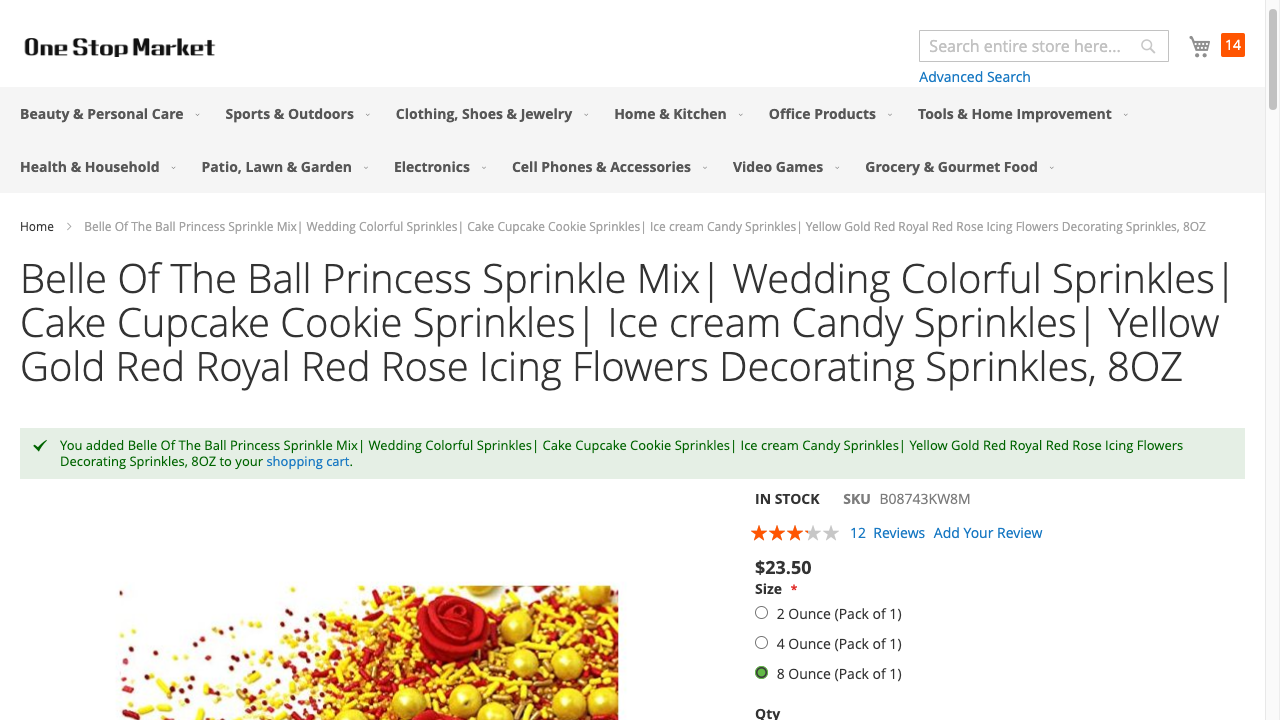 One Stop Market
Search entire store here...
14
Advanced Search
Beauty & Personal Care
Sports & Outdoors
Clothing, Shoes & Jewelry
Home & Kitchen
Office Products
Tools & Home Improvement
Health & Household
Patio, Lawn & Garden
Electronics
Cell Phones & Accessories
Video Games
Grocery & Gourmet Food
Home
Belle Of The Ball Princess Sprinkle Mix| Wedding Colorful Sprinkles| Cake Cupcake Cookie Sprinkles| Ice cream Candy Sprinkles| Yellow Gold Red Royal Red Rose Icing Flowers Decorating Sprinkles, 8OZ
Belle Of The Ball Princess Sprinkle Mix| Wedding Colorful Sprinkles|
Cake Cupcake Cookie Sprinkles| Ice cream Candy Sprinkles| Yellow
Gold Red Royal Red Rose Icing Flowers Decorating Sprinkles, 8OZ
You added Belle Of The Ball Princess Sprinkle Mix| Wedding Colorful Sprinkles| Cake Cupcake Cookie Sprinkles| Ice cream Candy Sprinkles| Yellow Gold Red Royal Red Rose Icing Flowers
Decorating Sprinkles, 8OZ to your shopping cart.
IN STOCK SKU B08743KW8M
12 Reviews Add Your Review
$23.50
Size *
2 Ounce (Pack of 1)
4 Ounce (Pack of 1)
8 Ounce (Pack of 1)
Qty